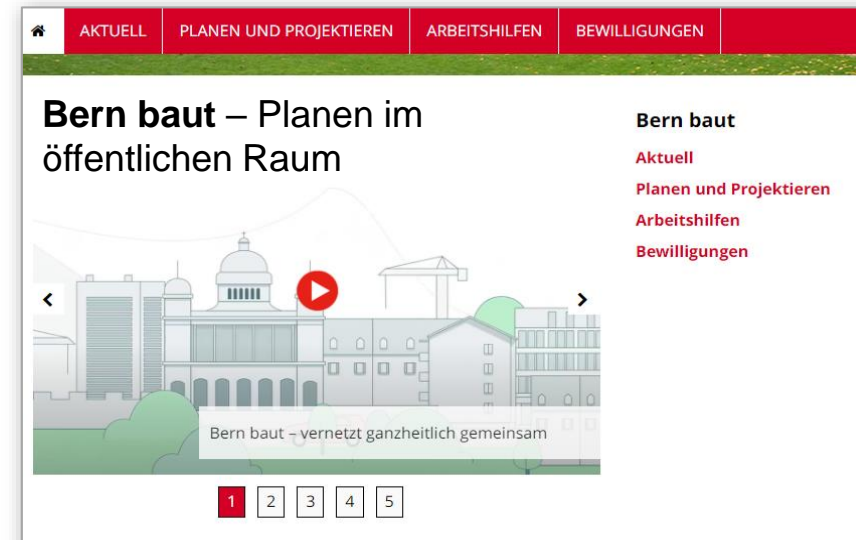 AKTUELL PLANEN UND PROJEKTIEREN ARBEITSHILFEN BEWILLIGUNGEN
Bern baut – Planen im
öffentlichen Raum
Bern baut – vernetzt ganzheitlich gemeinsam
1 2 3 4 5
Bern baut
Aktuell
Planen und Projektieren
Arbeitshilfen
Bewilligungen